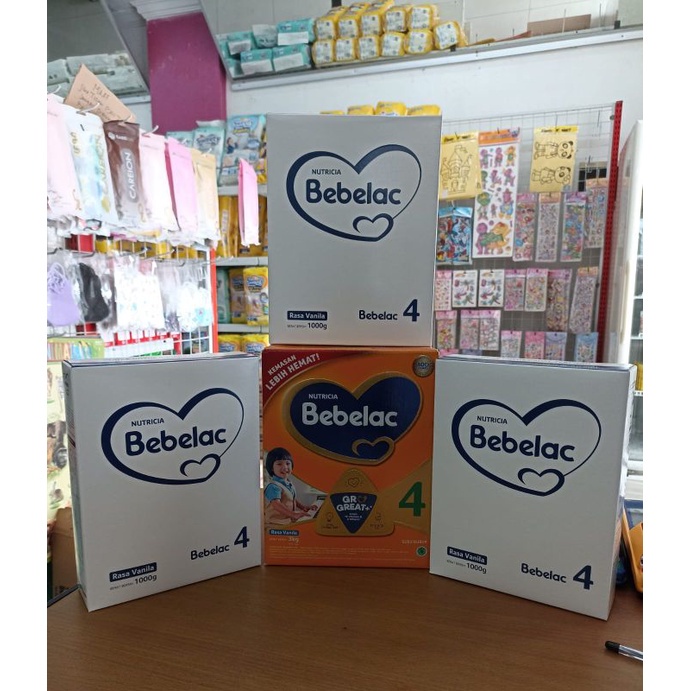 CARBON
NUTRICIA
Bebelac
Rasa Vanila
1000g
Bebelac 4
KEMASAN
LEBIH HEMAT!
NUTRICIA
Bebelac
GRO
GREAT+
4
Rasa Vanila
NUTRICIA
Bebelac
Rasa Vanila
1000g
Bebelac 4
NUTRICIA
Bebelac
Rasa Vanila
1000g
Bebelac 4